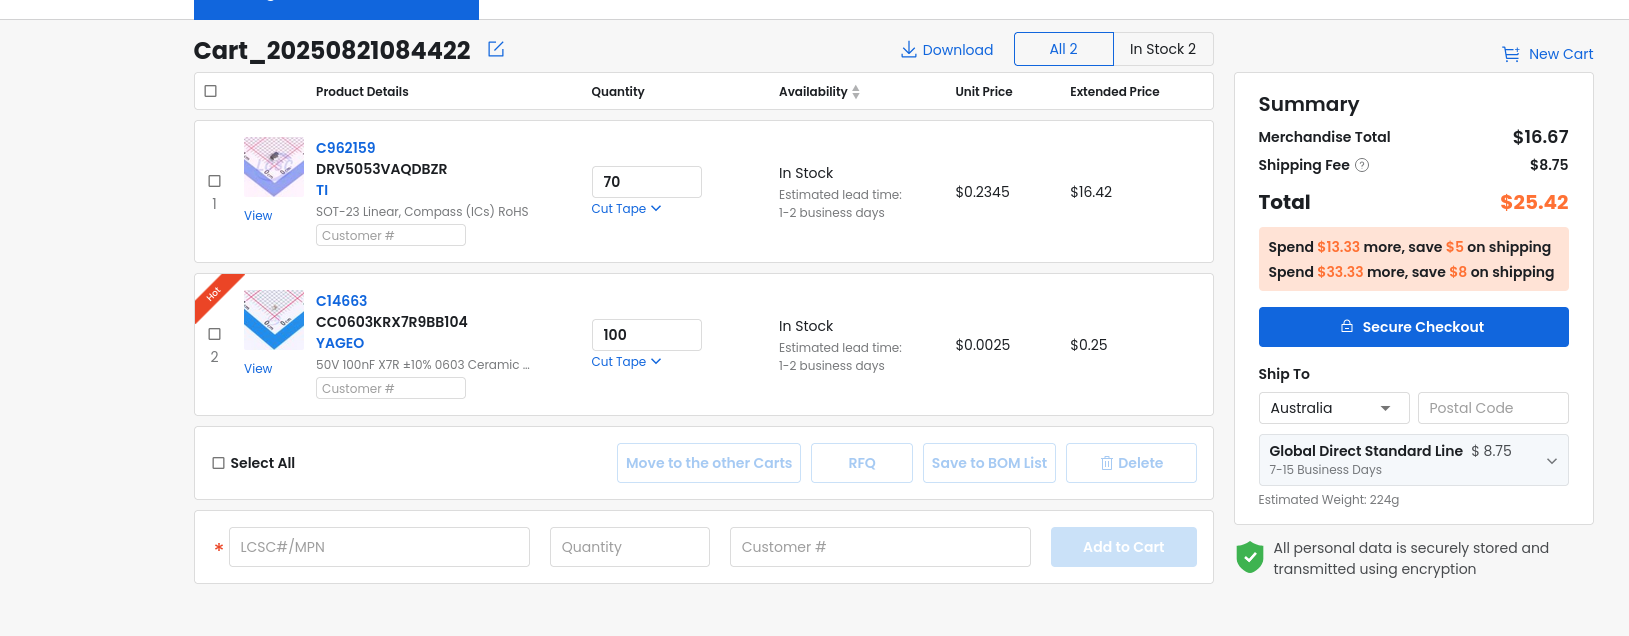 Cart_20250821084422
Download
All 2
In Stock 2
New Cart
Product Details
Quantity
Availability
Unit Price
Extended Price
1
View
C962159
DRV5053VAQDBZR
TI
SOT-23 Linear, Compass (ICs) RoHS
Customer #
70
Cut Tape
In Stock
Estimated lead time:
1-2 business days
$0.2345
$16.42
Hot
2
View
C14663
CC0603KRX7R9BB104
YAGEO
50V 100nF X7R ±10% 0603 Ceramic ...
Customer #
100
Cut Tape
In Stock
Estimated lead time:
1-2 business days
$0.0025
$0.25
Select All
Move to the other Carts
RFQ
Save to BOM List
Delete
* LCSC#/MPN
Quantity
Customer #
Add to Cart
Summary
Merchandise Total $16.67
Shipping Fee ? $8.75
Total $25.42
Spend $13.33 more, save $5 on shipping
Spend $33.33 more, save $8 on shipping
Secure Checkout
Ship To
Australia
Postal Code
Global Direct Standard Line $ 8.75
7-15 Business Days
Estimated Weight: 224g
All personal data is securely stored and
transmitted using encryption